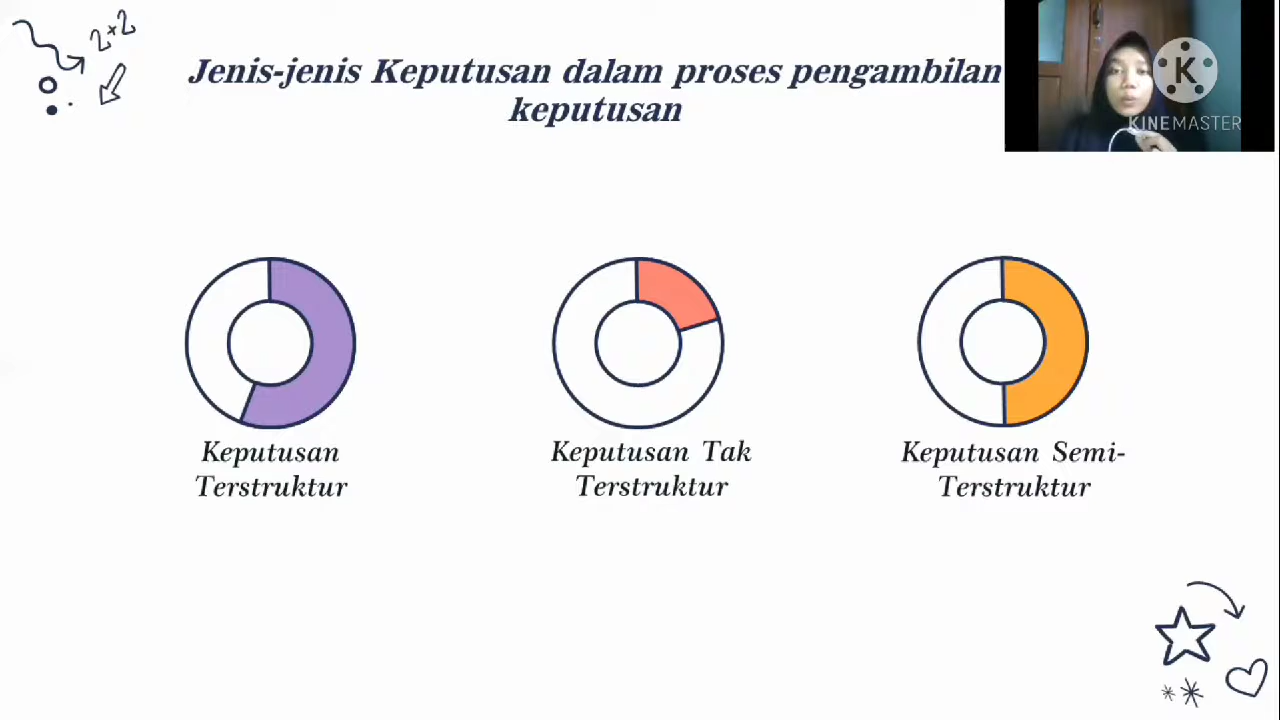 2+2
Jenis-jenis Keputusan dalam proses pengambilan
keputusan
K
KINEMASTER
Keputusan
Terstruktur
Keputusan Tak
Terstruktur
Keputusan Semi-
Terstruktur